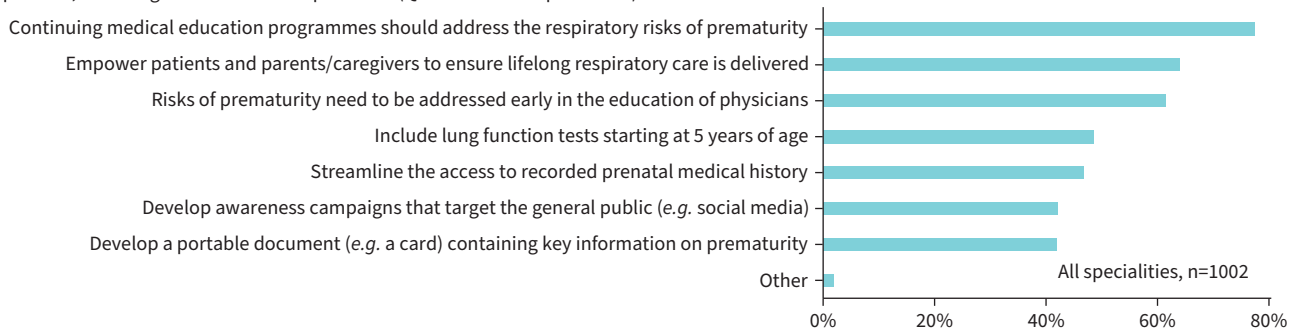 Continuing medical education programmes should address the respiratory risks of prematurity
Empower patients and parents/caregivers to ensure lifelong respiratory care is delivered
Risks of prematurity need to be addressed early in the education of physicians
Include lung function tests starting at 5 years of age
Streamline the access to recorded prenatal medical history
Develop awareness campaigns that target the general public (e.g. social media)
Develop a portable document (e.g. a card) containing key information on prematurity
Other
All specialities, n=1002
0% 20% 40% 60% 80%